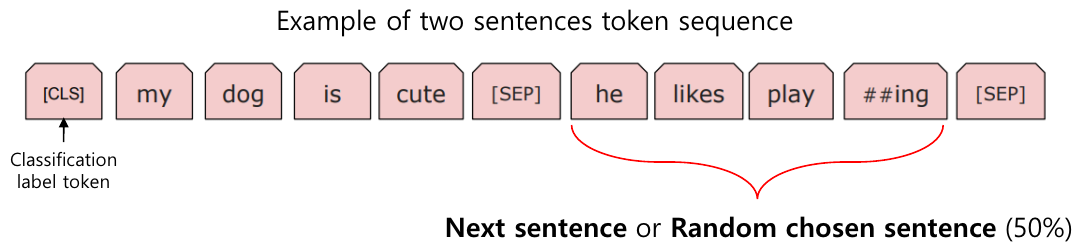 Example of two sentences token sequence
[CLS] my dog is cute [SEP] he likes play ##ing [SEP]
Classification
label token
Next sentence or Random chosen sentence (50%)